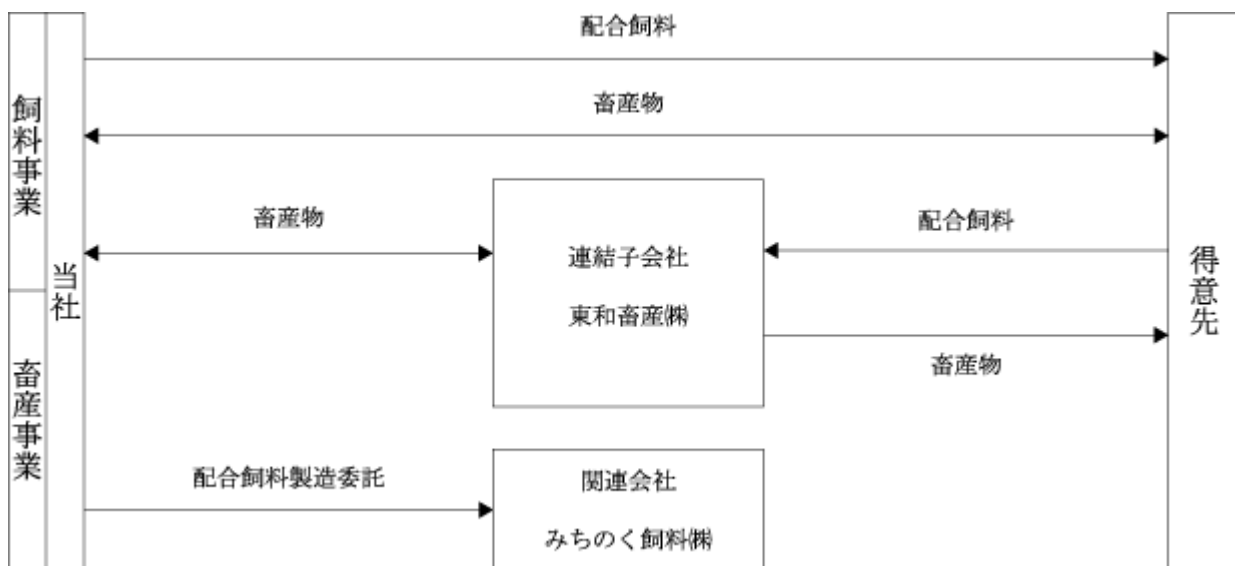 配合飼料
畜産物
飼料事業
畜産物
配合飼料
連結子会社
東和畜産㈱
当社
得意先
畜産物
畜産事業
配合飼料製造委託
関連会社
みちのく飼料㈱